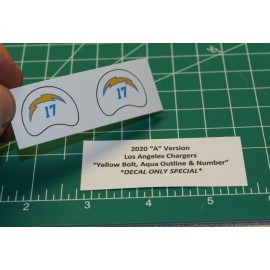 17
17
2020 "A" Version
Los Angeles Chargers
"Yellow Bolt, Aqua Outline & Number"
*DECAL ONLY SPECIAL*
1
2
3
4
5